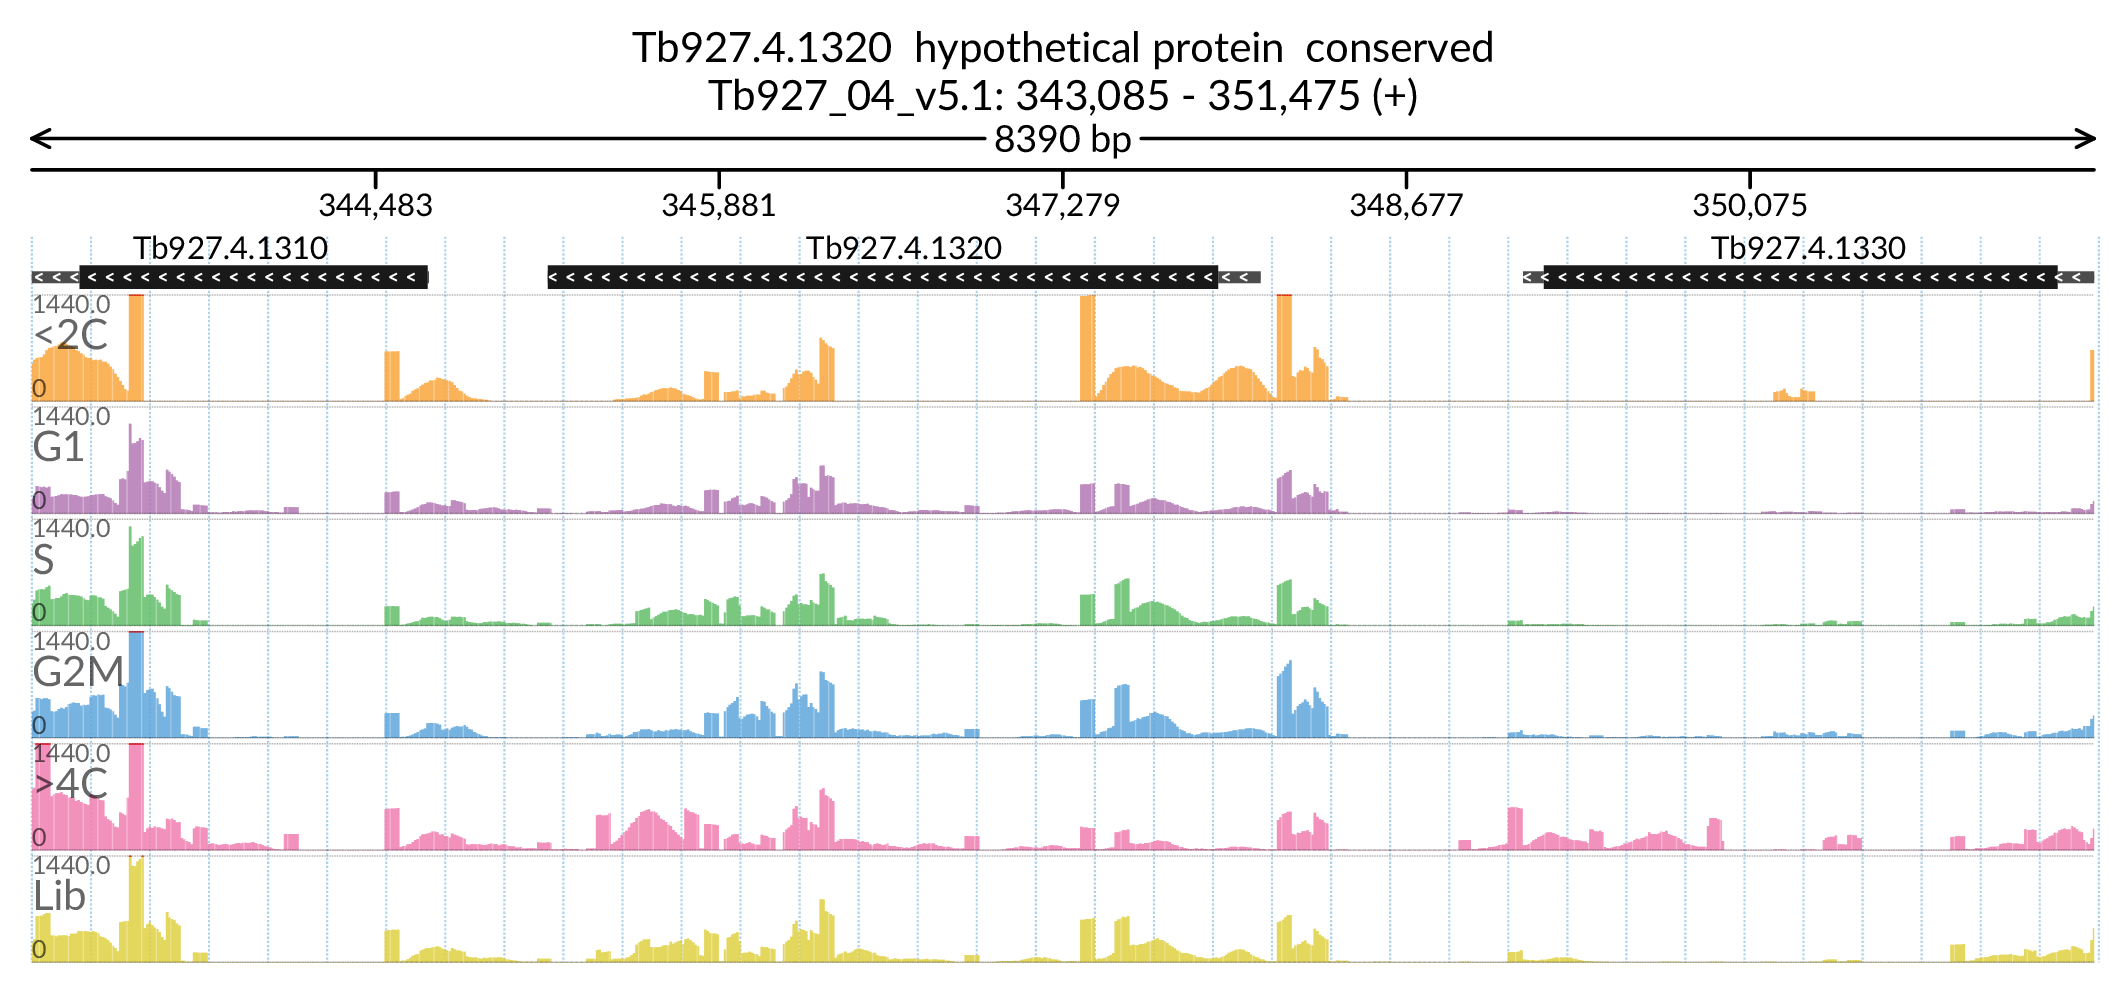 Tb927.4.1320  hypothetical protein  conserved
Tb927_04_v5.1: 343,085 - 351,475 (+)
8390 bp
344,483 345,881 347,279 348,677 350,075
Tb927.4.1310 Tb927.4.1320 Tb927.4.1330
1440.0
<2C
0
1440.0
G1
0
1440.0
S
0
1440.0
G2M
0
1440.0
>4C
0
1440.0
Lib
0